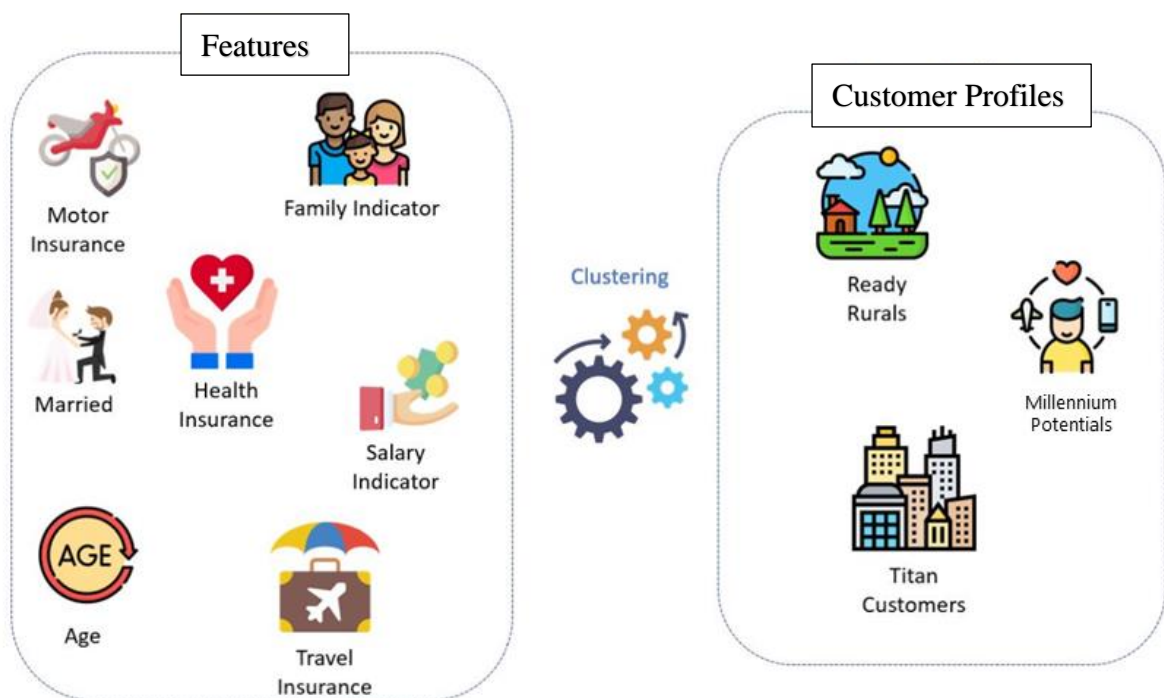 Features
Customer Profiles
Motor
Insurance
Family Indicator
Married
Health
Insurance
Salary
Indicator
AGE
Age
Travel
Insurance
Clustering
Ready
Rurals
Millennium
Potentials
Titan
Customers